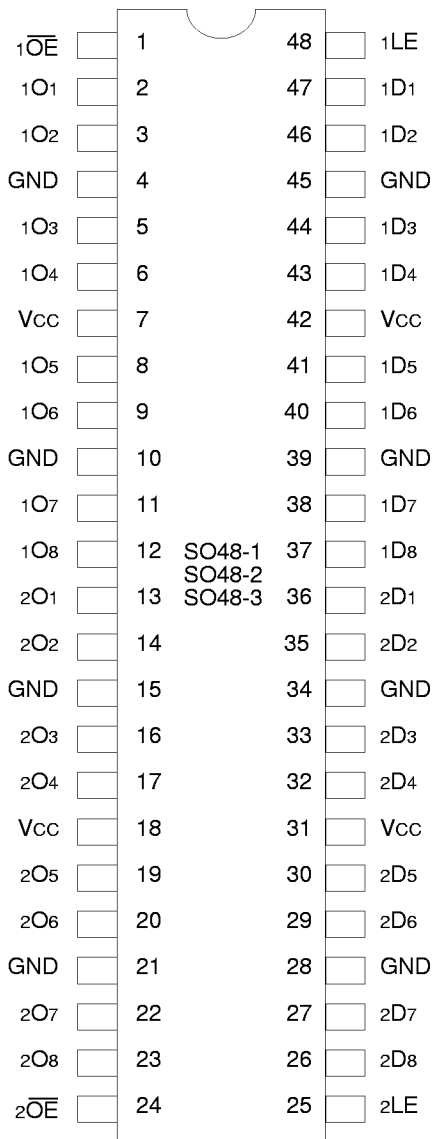 1O̅E̅ 1 48 1LE
1O1 2 47 1D1
1O2 3 46 1D2
GND 4 45 GND
1O3 5 44 1D3
1O4 6 43 1D4
VCC 7 42 VCC
1O5 8 41 1D5
1O6 9 40 1D6
GND 10 39 GND
1O7 11 38 1D7
1O8 12 SO48-1 37 1D8
SO48-2
2O1 13 SO48-3 36 2D1
2O2 14 35 2D2
GND 15 34 GND
2O3 16 33 2D3
2O4 17 32 2D4
VCC 18 31 VCC
2O5 19 30 2D5
2O6 20 29 2D6
GND 21 28 GND
2O7 22 27 2D7
2O8 23 26 2D8
2O̅E̅ 24 25 2LE